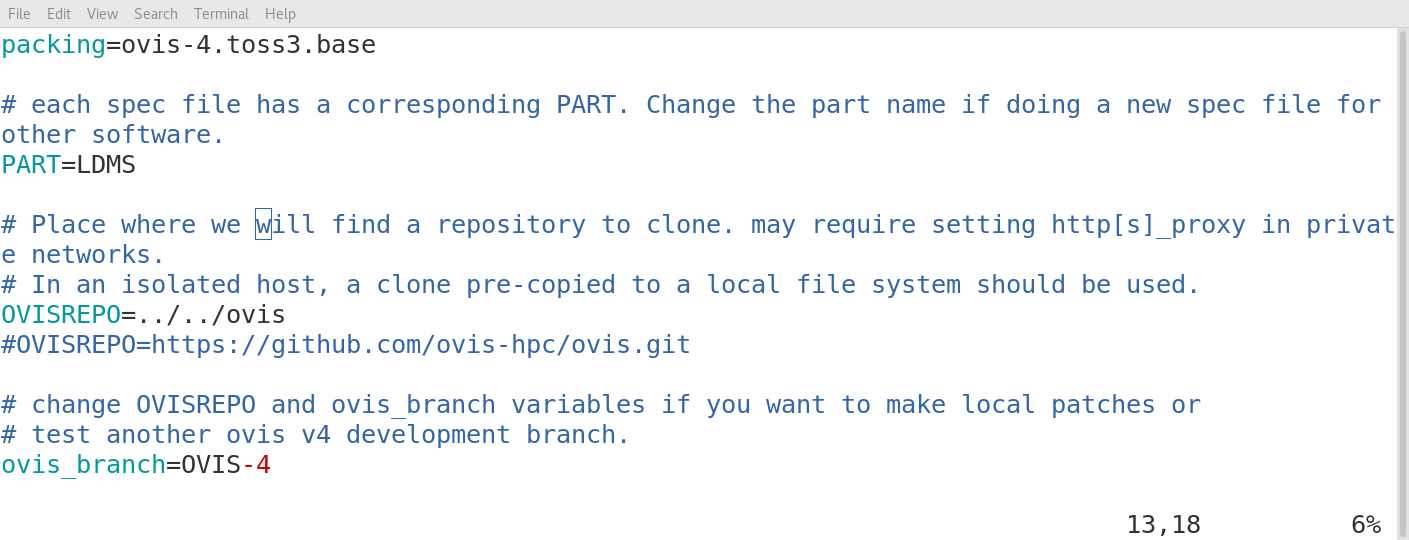 File Edit View Search Terminal Help
packing=ovis-4.toss3.base
# each spec file has a corresponding PART. Change the part name if doing a new spec file for
other software.
PART=LDMS
# Place where we will find a repository to clone. may require setting http[s]_proxy in privat
e networks.
# In an isolated host, a clone pre-copied to a local file system should be used.
OVISREPO=../../ovis
#OVISREPO=https://github.com/ovis-hpc/ovis.git
# change OVISREPO and ovis_branch variables if you want to make local patches or
# test another ovis v4 development branch.
ovis_branch=OVIS-4
13,18 6%